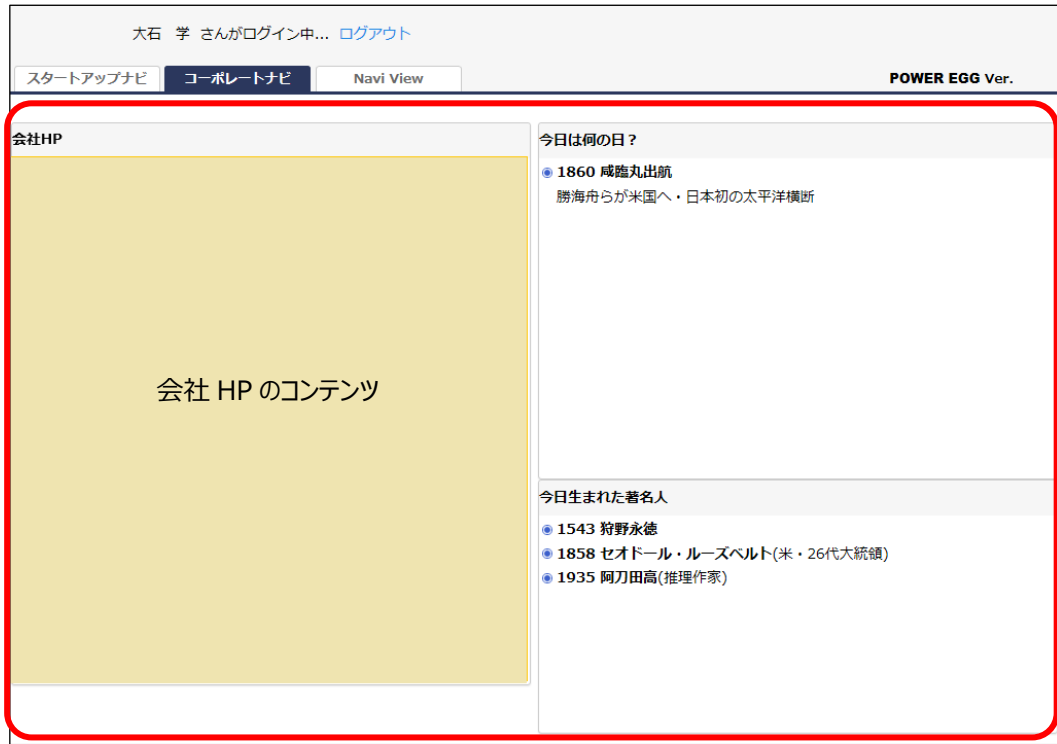 大石　学 さんがログイン中... ログアウト
スタートアップナビ コーポレートナビ Navi View POWER EGG Ver.
会社HP
会社 HP のコンテンツ
今日は何の日？
1860 咸臨丸出航
勝海舟らが米国へ・日本初の太平洋横断
今日生まれた著名人
1543 狩野永徳
1858 セオドール・ルーズベルト(米・26代大統領)
1935 阿刀田高(推理作家)